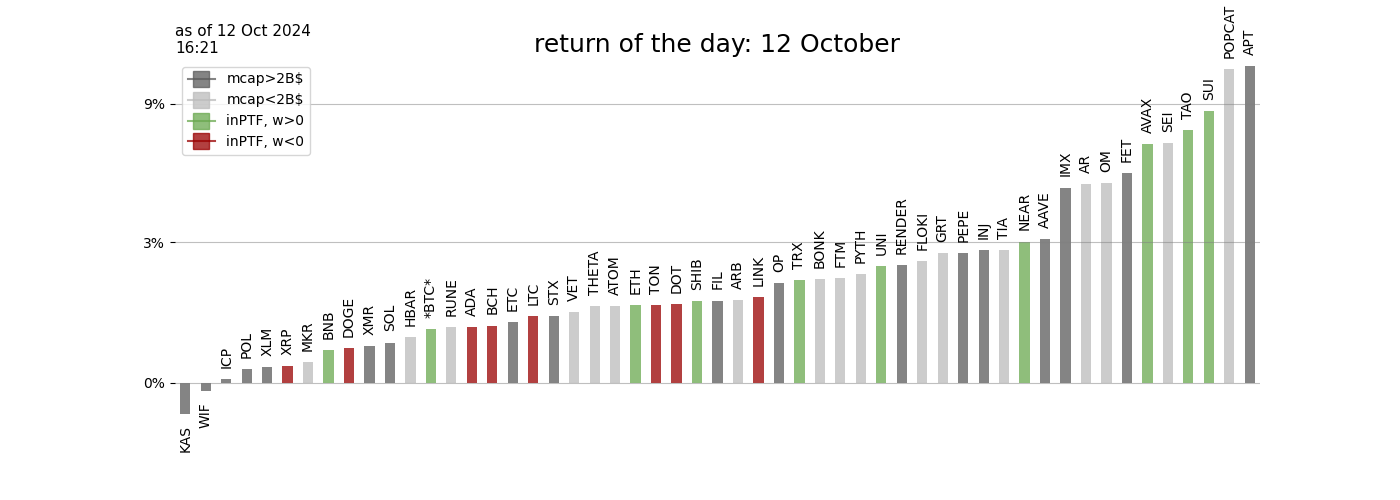 as of 12 Oct 2024
16:21
return of the day: 12 October
mcap>2B$
mcap<2B$
inPTF, w>0
inPTF, w<0
9%
3%
0%
KAS
WIF
ICP
POL
XLM
XRP
MKR
BNB
DOGE
XMR
SOL
HBAR
*BTC*
RUNE
ADA
BCH
ETC
LTC
STX
VET
THETA
ATOM
ETH
TON
DOT
SHIB
FIL
ARB
LINK
OP
TRX
BONK
FTM
PYTH
UNI
RENDER
FLOKI
GRT
PEPE
INJ
TIA
NEAR
AAVE
IMX
AR
OM
FET
AVAX
SEI
TAO
SUI
POPCAT
APT